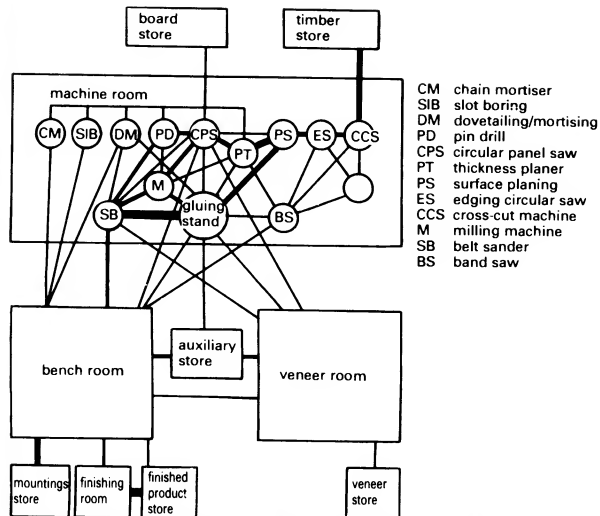 board
store
timber
store
machine room
CM
SIB
DM
PD
CPS
PT
PS
ES
CCS
M
SB
gluing
stand
BS
CM chain mortiser
SIB slot boring
DM dovetailing/mortising
PD pin drill
CPS circular panel saw
PT thickness planer
PS surface planing
ES edging circular saw
CCS cross-cut machine
M milling machine
SB belt sander
BS band saw
bench room
auxiliary
store
veneer room
mountings
store
finishing
room
finished
product
store
veneer
store